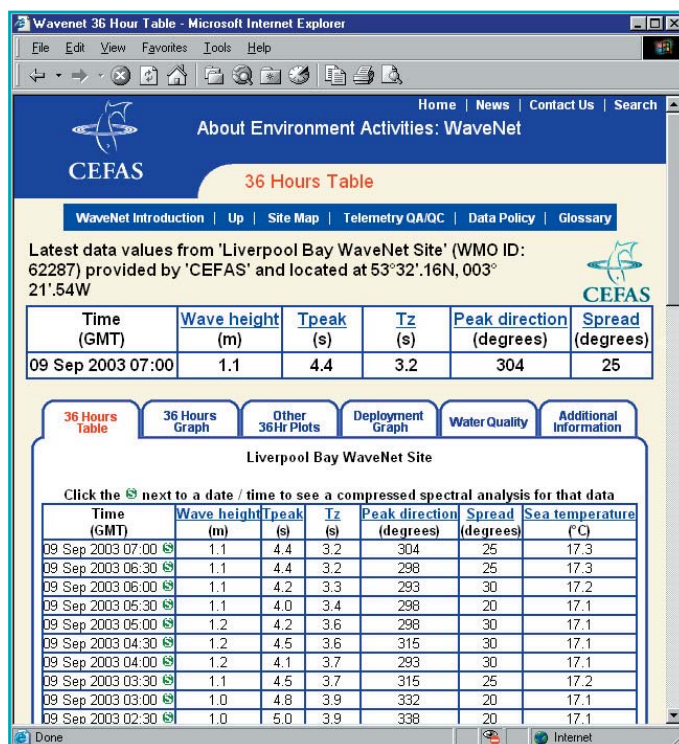 Wavenet 36 Hour Table - Microsoft Internet Explorer
File Edit View Favorites Tools Help
Home | News | Contact Us | Search
About Environment Activities: WaveNet
CEFAS
36 Hours Table
WaveNet Introduction | Up | Site Map | Telemetry QA/QC | Data Policy | Glossary
Latest data values from 'Liverpool Bay WaveNet Site' (WMO ID:
62287) provided by 'CEFAS' and located at 53°32'.16N, 003°
21'.54W
CEFAS
Time Wave height Tpeak Tz Peak direction Spread
(GMT) (m) (s) (s) (degrees) (degrees)
09 Sep 2003 07:00 1.1 4.4 3.2 304 25
36 Hours 36 Hours Other Deployment Water Quality Additional
Table Graph 36Hr Plots Graph Information
Liverpool Bay WaveNet Site
Click the S next to a date / time to see a compressed spectral analysis for that data
Time Wave height Tpeak Tz Peak direction Spread Sea temperature
(GMT) (m) (s) (s) (degrees) (degrees) (°C)
09 Sep 2003 07:00 S 1.1 4.4 3.2 304 25 17.3
09 Sep 2003 06:30 S 1.1 4.4 3.2 298 25 17.3
09 Sep 2003 06:00 S 1.1 4.2 3.3 293 30 17.2
09 Sep 2003 05:30 S 1.1 4.0 3.4 298 20 17.1
09 Sep 2003 05:00 S 1.2 4.2 3.6 298 30 17.1
09 Sep 2003 04:30 S 1.2 4.5 3.6 315 30 17.1
09 Sep 2003 04:00 S 1.2 4.1 3.7 293 30 17.1
09 Sep 2003 03:30 S 1.1 4.5 3.7 315 25 17.2
09 Sep 2003 03:00 S 1.0 4.8 3.9 332 20 17.1
09 Sep 2003 02:30 S 1.0 5.0 3.9 338 20 17.1
Done Internet